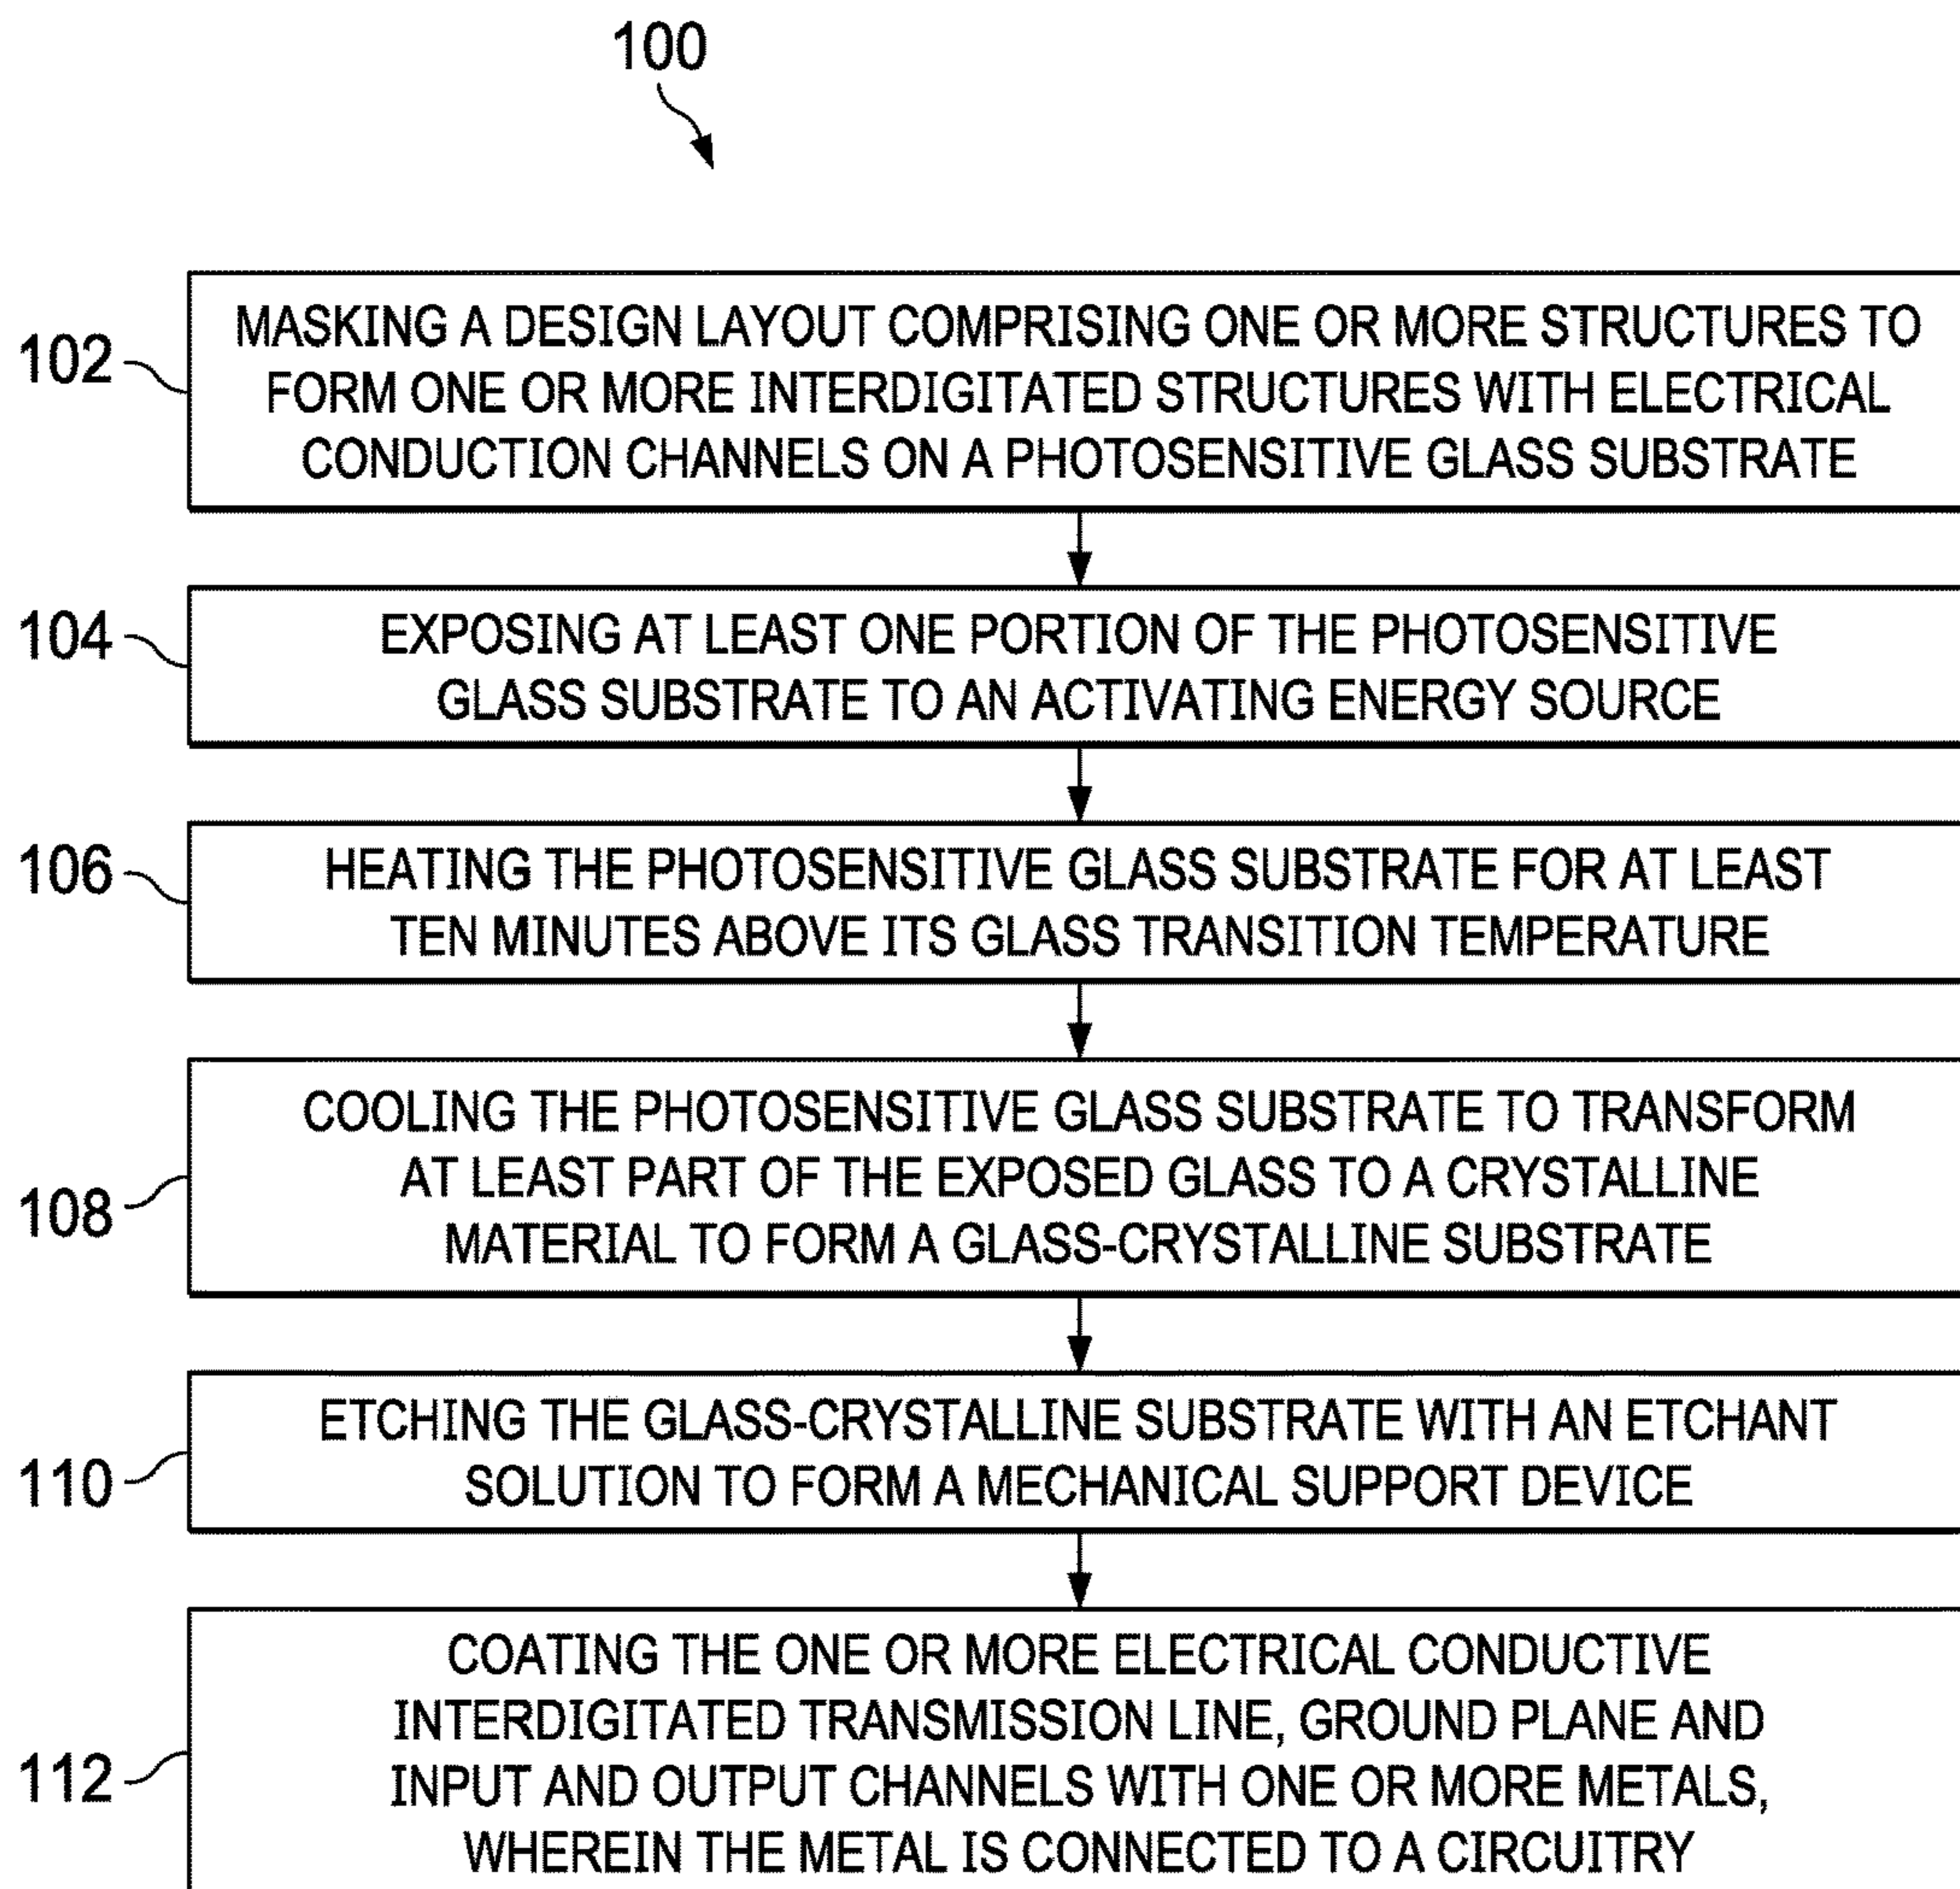 100
102
MASKING A DESIGN LAYOUT COMPRISING ONE OR MORE STRUCTURES TO
FORM ONE OR MORE INTERDIGITATED STRUCTURES WITH ELECTRICAL
CONDUCTION CHANNELS ON A PHOTOSENSITIVE GLASS SUBSTRATE
104
EXPOSING AT LEAST ONE PORTION OF THE PHOTOSENSITIVE
GLASS SUBSTRATE TO AN ACTIVATING ENERGY SOURCE
106
HEATING THE PHOTOSENSITIVE GLASS SUBSTRATE FOR AT LEAST
TEN MINUTES ABOVE ITS GLASS TRANSITION TEMPERATURE
108
COOLING THE PHOTOSENSITIVE GLASS SUBSTRATE TO TRANSFORM
AT LEAST PART OF THE EXPOSED GLASS TO A CRYSTALLINE
MATERIAL TO FORM A GLASS-CRYSTALLINE SUBSTRATE
110
ETCHING THE GLASS-CRYSTALLINE SUBSTRATE WITH AN ETCHANT
SOLUTION TO FORM A MECHANICAL SUPPORT DEVICE
112
COATING THE ONE OR MORE ELECTRICAL CONDUCTIVE
INTERDIGITATED TRANSMISSION LINE, GROUND PLANE AND
INPUT AND OUTPUT CHANNELS WITH ONE OR MORE METALS,
WHEREIN THE METAL IS CONNECTED TO A CIRCUITRY